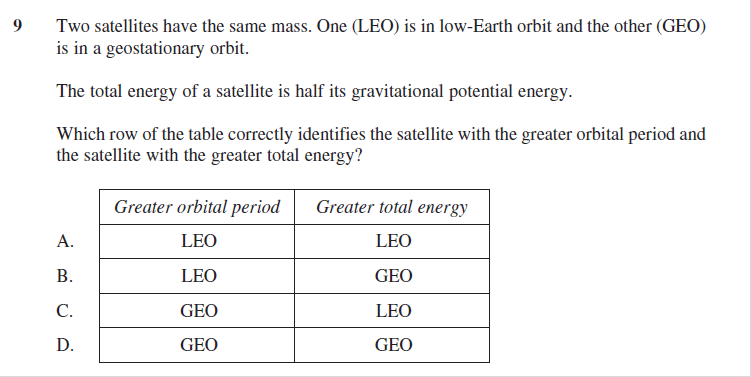 9 Two satellites have the same mass. One (LEO) is in low-Earth orbit and the other (GEO)
is in a geostationary orbit.
The total energy of a satellite is half its gravitational potential energy.
Which row of the table correctly identifies the satellite with the greater orbital period and
the satellite with the greater total energy?
Greater orbital period Greater total energy
A. LEO LEO
B. LEO GEO
C. GEO LEO
D. GEO GEO